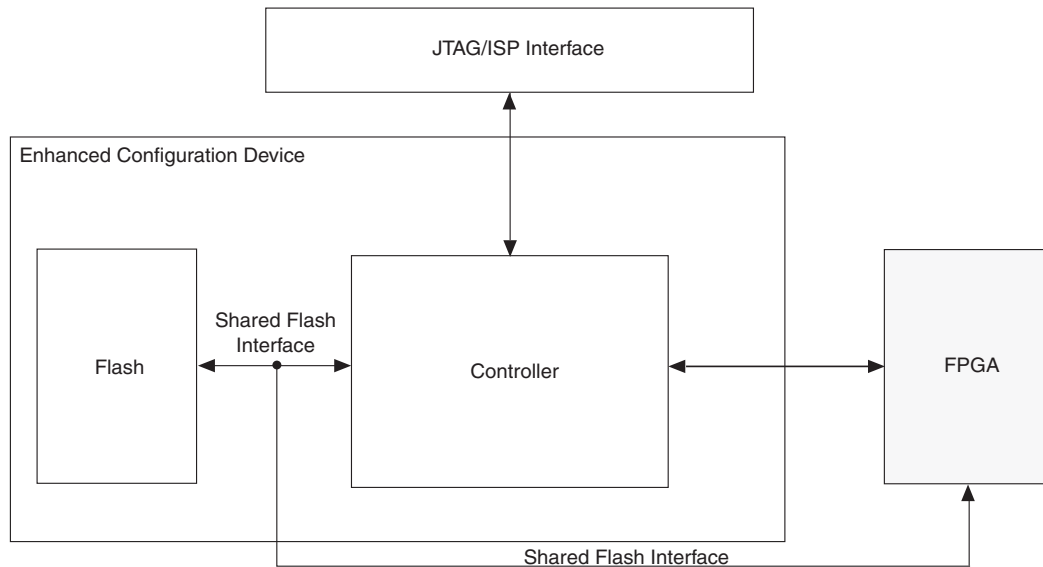 JTAG/ISP Interface
Enhanced Configuration Device
Shared Flash
Interface
Flash
Controller
FPGA
Shared Flash Interface